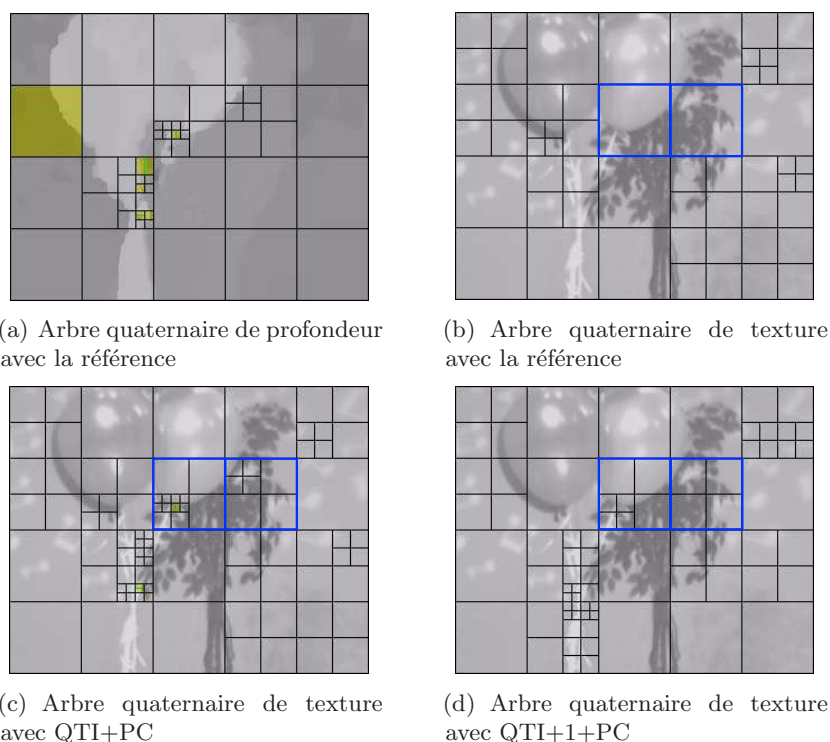 (a) Arbre quaternaire de profondeur
avec la référence
(b) Arbre quaternaire de texture
avec la référence
(c) Arbre quaternaire de texture
avec QTI+PC
(d) Arbre quaternaire de texture
avec QTI+1+PC